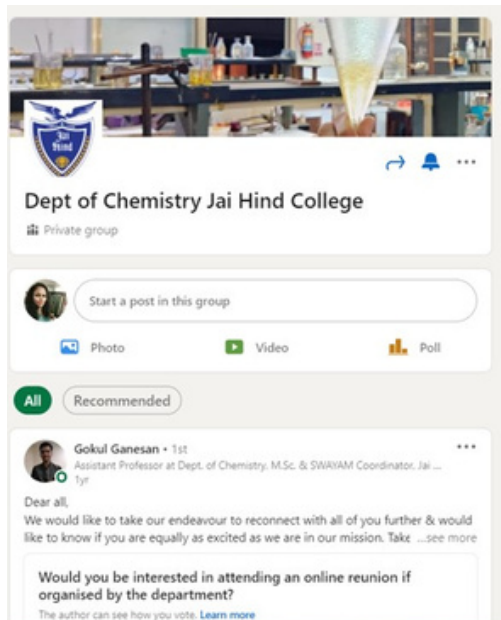 Jai
Hind
Dept of Chemistry Jai Hind College
Private group
Start a post in this group
Photo
Video
Poll
All
Recommended
Gokul Ganesan • 1st
Assistant Professor at Dept. of Chemistry. M.Sc. & SWAYAM Coordinator. Jai ...
1yr
Dear all,
We would like to take our endeavour to reconnect with all of you further & would
like to know if you are equally as excited as we are in our mission. Take ...see more
Would you be interested in attending an online reunion if
organised by the department?
The author can see how you vote. Learn more